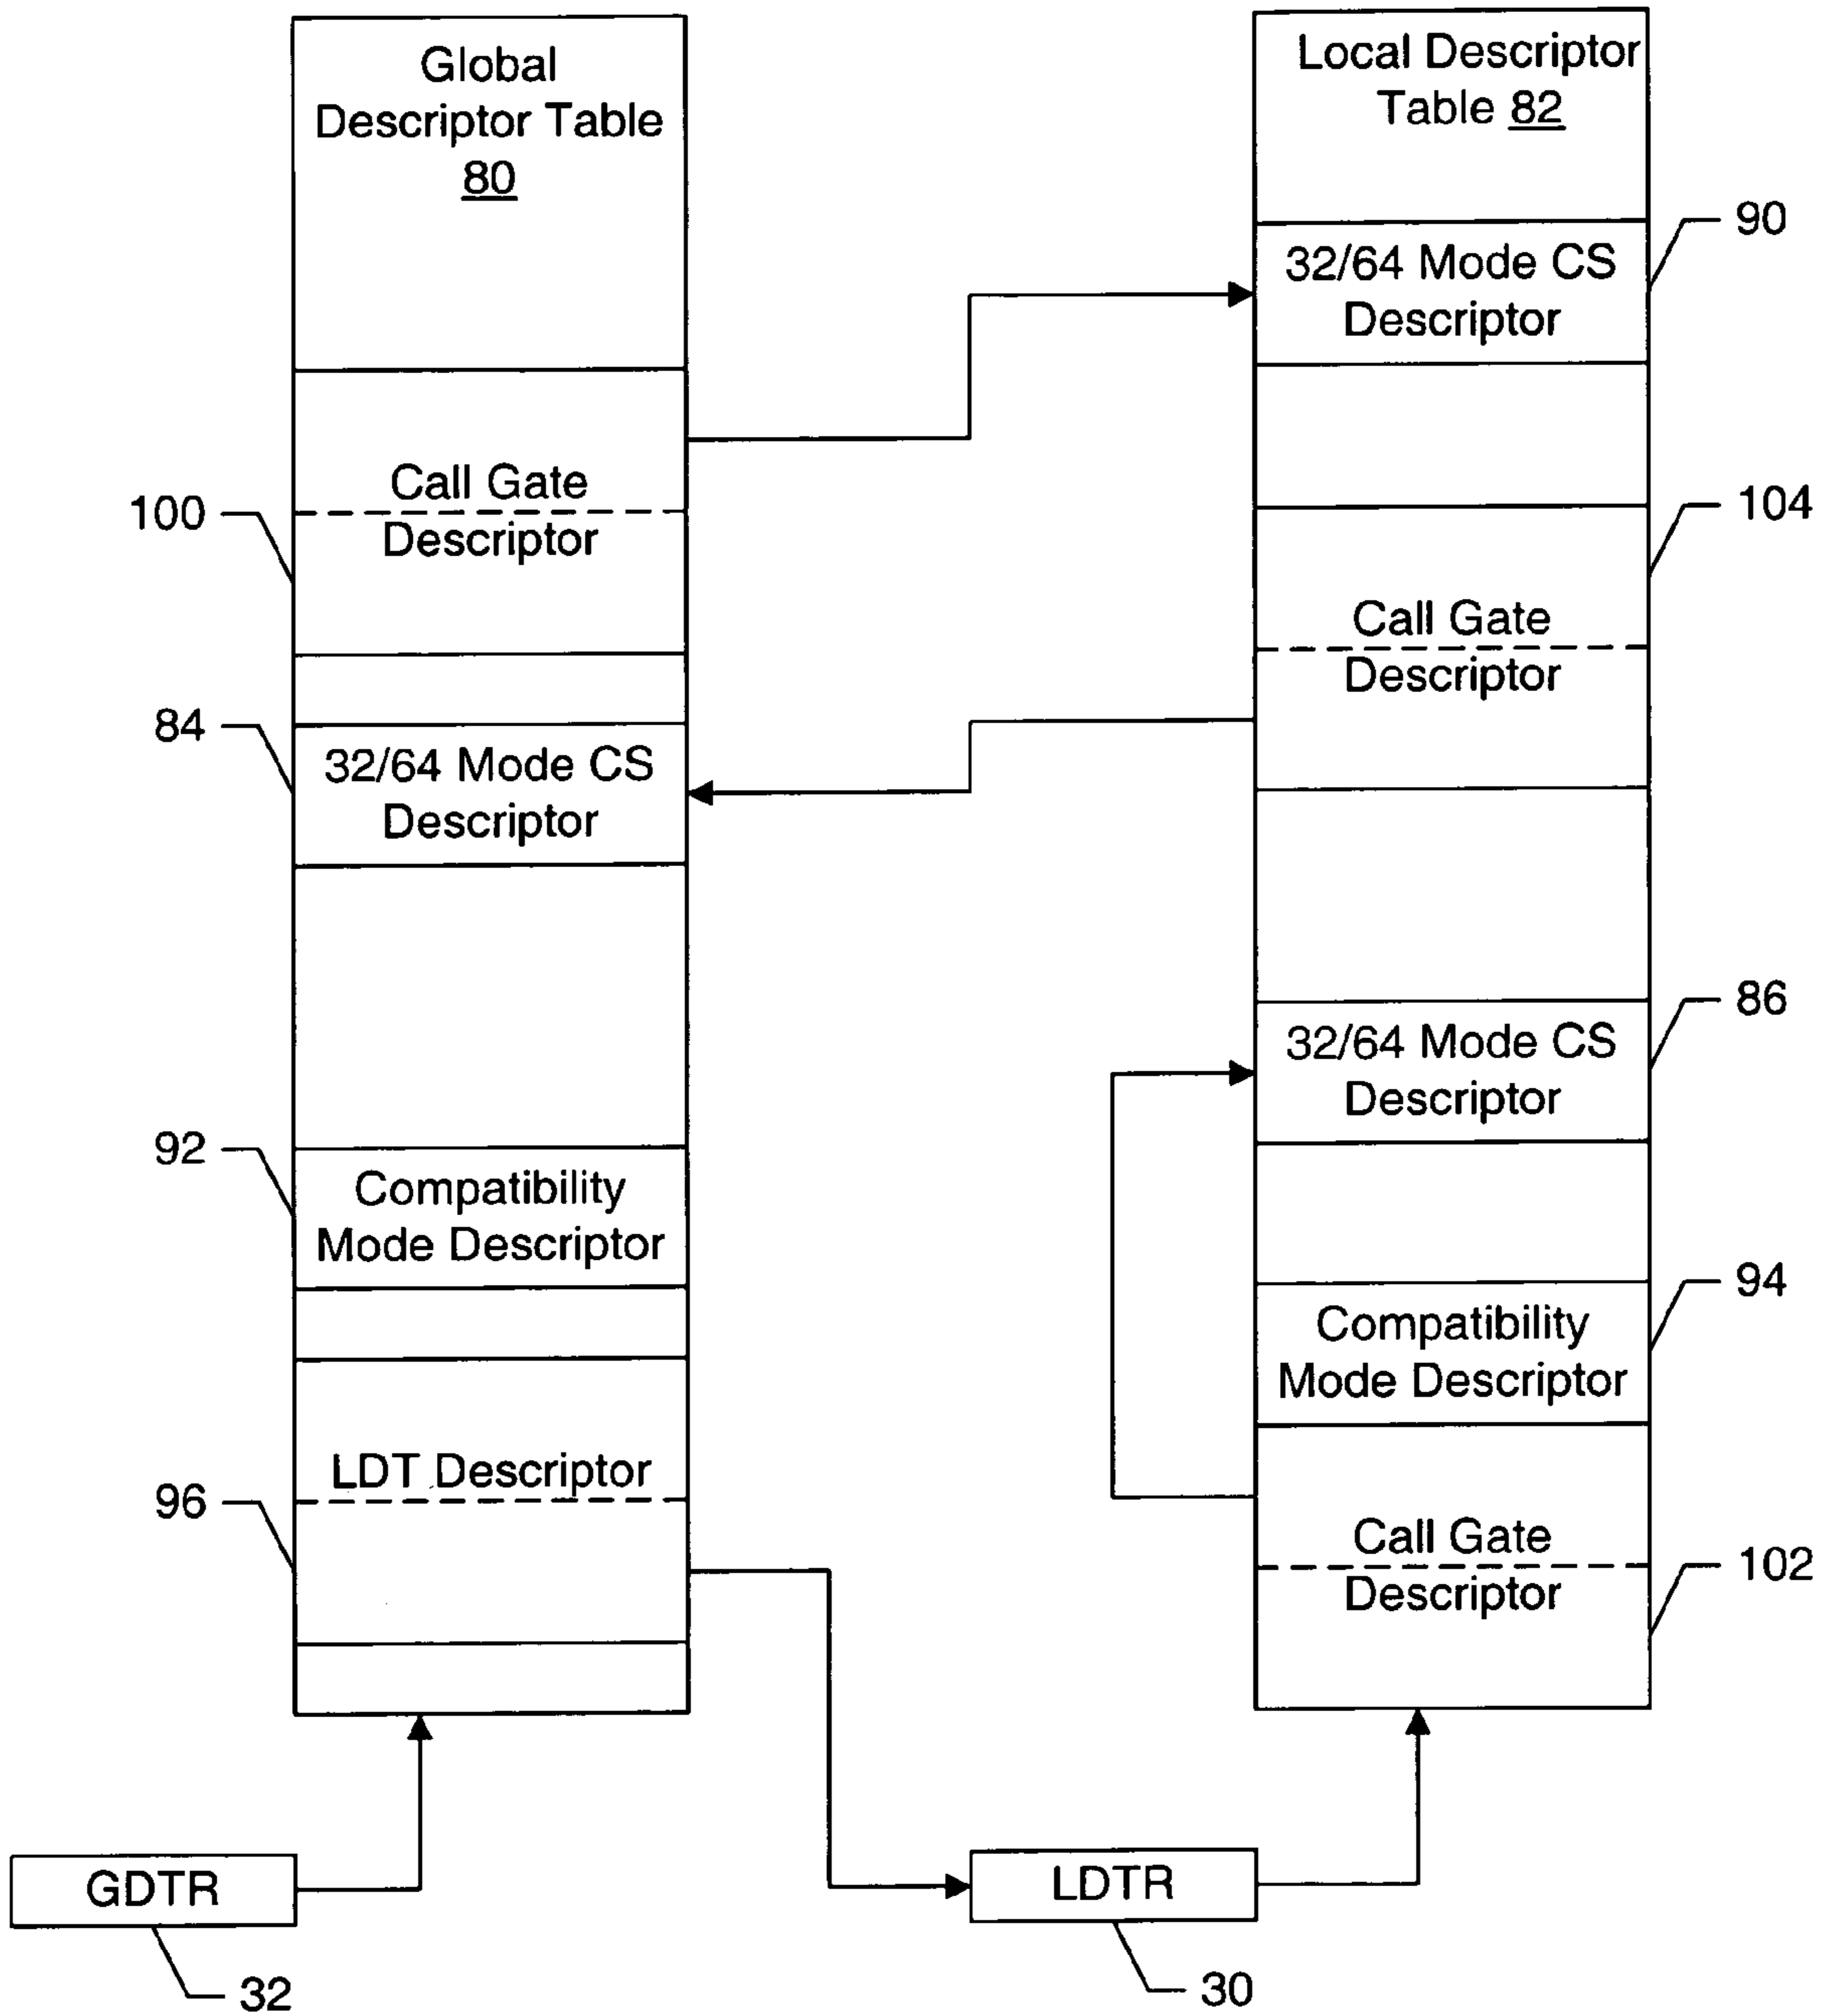 Global
Descriptor Table
80
Call Gate
Descriptor
100
84
32/64 Mode CS
Descriptor
92
Compatibility
Mode Descriptor
LDT Descriptor
96
GDTR
32
Local Descriptor
Table 82
90
32/64 Mode CS
Descriptor
104
Call Gate
Descriptor
86
32/64 Mode CS
Descriptor
94
Compatibility
Mode Descriptor
Call Gate
Descriptor
102
LDTR
30